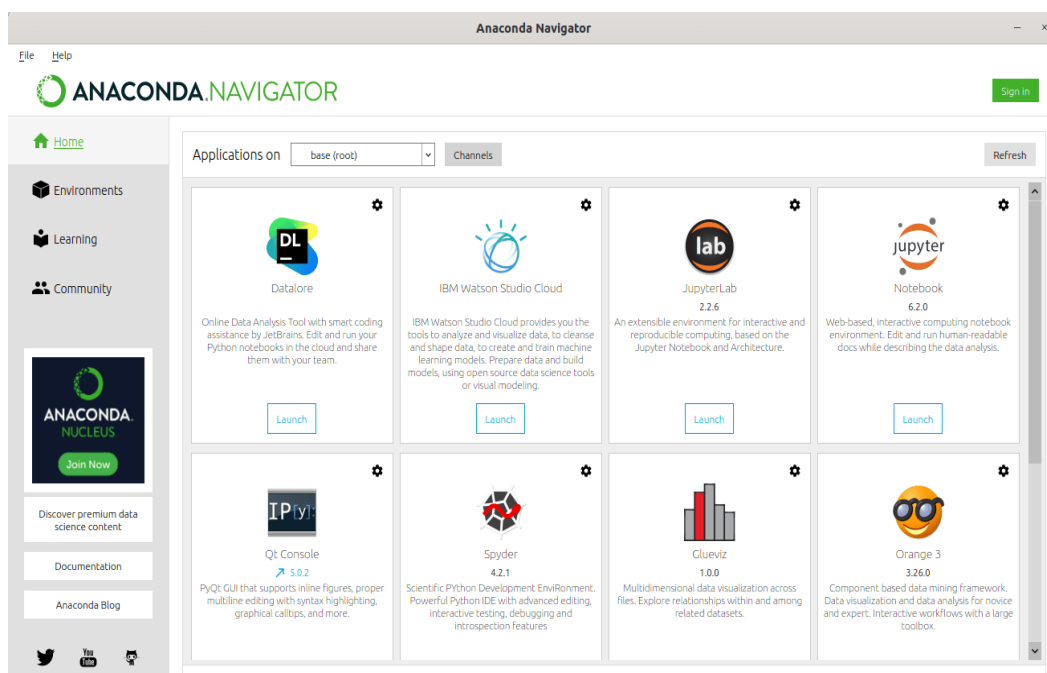 Anaconda Navigator
File Help
ANACONDA.NAVIGATOR
Sign in
Home
Environments
Learning
Community
ANACONDA.
NUCLEUS
Join Now
Discover premium data
science content
Documentation
Anaconda Blog
You
Tube
Applications on base (root) Channels Refresh
DL
Datalore
Online Data Analysis Tool with smart coding
assistance by JetBrains. Edit and run your
Python notebooks in the cloud and share
them with your team.
Launch
IBM Watson Studio Cloud
IBM Watson Studio Cloud provides you the
tools to analyze and visualize data, to cleanse
and shape data, to create and train machine
learning models. Prepare data and build
models, using open source data science tools
or visual modeling.
Launch
lab
JupyterLab
2.2.6
An extensible environment for interactive and
reproducible computing, based on the
Jupyter Notebook and Architecture.
Launch
jupyter
Notebook
6.2.0
Web-based, interactive computing notebook
environment. Edit and run human-readable
docs while describing the data analysis.
Launch
IP[y]:
Qt Console
5.0.2
PyQt GUI that supports inline figures, proper
multiline editing with syntax highlighting,
graphical calltips, and more.
Spyder
4.2.1
Scientific PYthon Development EnviRonment.
Powerful Python IDE with advanced editing,
interactive testing, debugging and
introspection features
Glueviz
1.0.0
Multidimensional data visualization across
files. Explore relationships within and among
related datasets.
Orange 3
3.26.0
Component based data mining framework.
Data visualization and data analysis for novice
and expert. Interactive workflows with a large
toolbox.